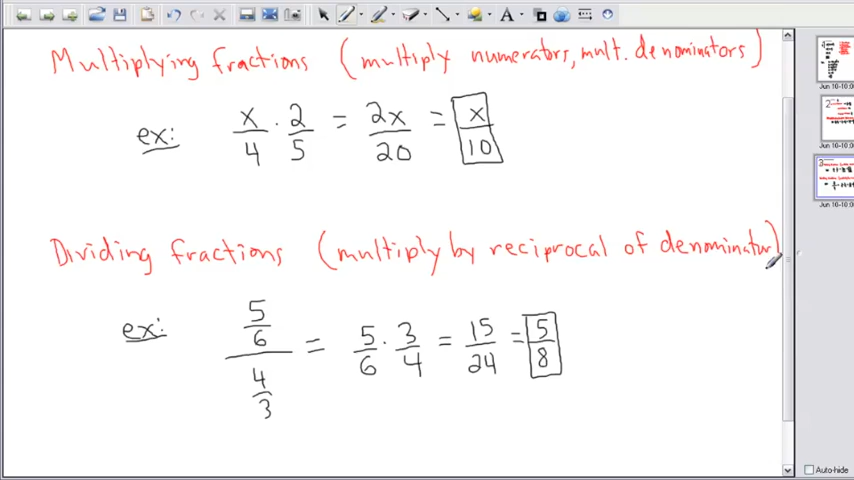 Multiplying fractions (multiply numerators, mult. denominators)
ex: x/4 · 2/5 = 2x/20 = x/10
Dividing fractions (multiply by reciprocal of denominator)
ex: 5/6 / 4/3 = 5/6 · 3/4 = 15/24 = 5/8
Auto-hide